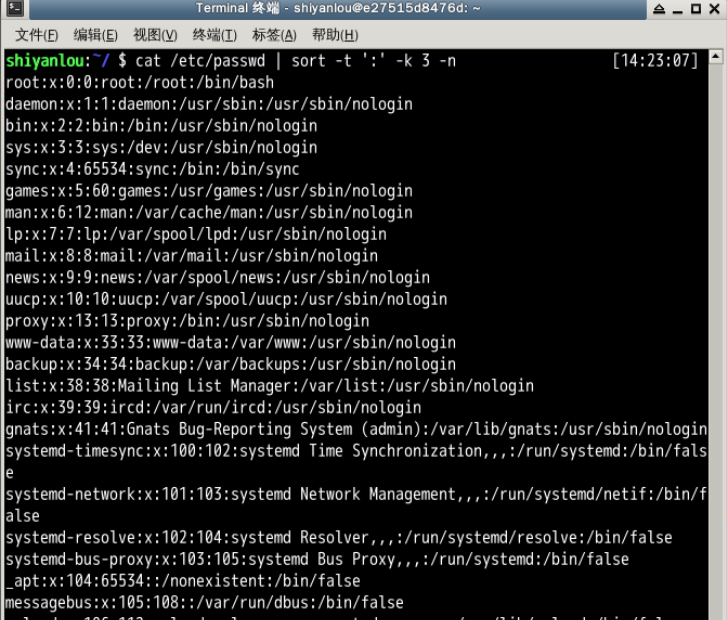 Terminal 终端 - shiyanlou@e27515d8476d: ~
文件(F) 编辑(E) 视图(V) 终端(T) 标签(A) 帮助(H)
shiyanlou:~/ $ cat /etc/passwd | sort -t ':' -k 3 -n [14:23:07]
root:x:0:0:root:/root:/bin/bash
daemon:x:1:1:daemon:/usr/sbin:/usr/sbin/nologin
bin:x:2:2:bin:/bin:/usr/sbin/nologin
sys:x:3:3:sys:/dev:/usr/sbin/nologin
sync:x:4:65534:sync:/bin:/bin/sync
games:x:5:60:games:/usr/games:/usr/sbin/nologin
man:x:6:12:man:/var/cache/man:/usr/sbin/nologin
lp:x:7:7:lp:/var/spool/lpd:/usr/sbin/nologin
mail:x:8:8:mail:/var/mail:/usr/sbin/nologin
news:x:9:9:news:/var/spool/news:/usr/sbin/nologin
uucp:x:10:10:uucp:/var/spool/uucp:/usr/sbin/nologin
proxy:x:13:13:proxy:/bin:/usr/sbin/nologin
www-data:x:33:33:www-data:/var/www:/usr/sbin/nologin
backup:x:34:34:backup:/var/backups:/usr/sbin/nologin
list:x:38:38:Mailing List Manager:/var/list:/usr/sbin/nologin
irc:x:39:39:ircd:/var/run/ircd:/usr/sbin/nologin
gnats:x:41:41:Gnats Bug-Reporting System (admin):/var/lib/gnats:/usr/sbin/nologin
systemd-timesync:x:100:102:systemd Time Synchronization,,,:/run/systemd:/bin/fals
e
systemd-network:x:101:103:systemd Network Management,,,:/run/systemd/netif:/bin/f
alse
systemd-resolve:x:102:104:systemd Resolver,,,:/run/systemd/resolve:/bin/false
systemd-bus-proxy:x:103:105:systemd Bus Proxy,,,:/run/systemd:/bin/false
_apt:x:104:65534::/nonexistent:/bin/false
messagebus:x:105:108::/var/run/dbus:/bin/false